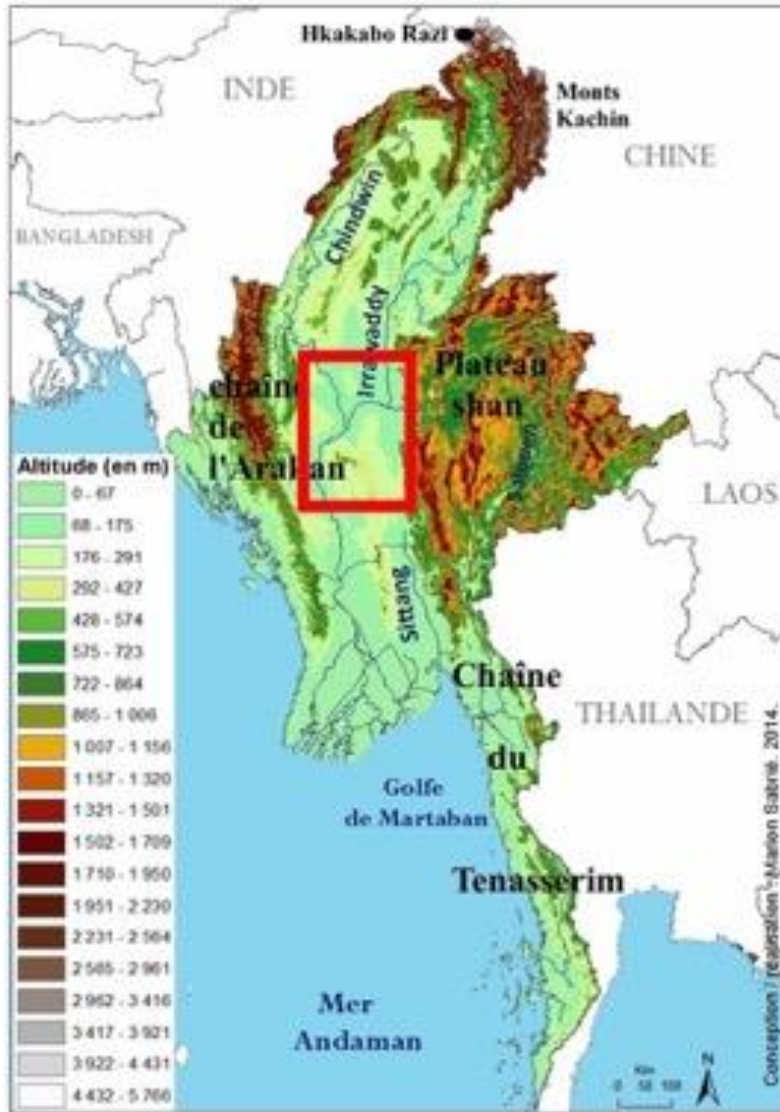 Hkakabo Razi
INDE
Monts
Kachin
CHINE
BANGLADESH
Chindwin
Irrawaddy
Plateau
shan
chaîne
de
l'Arakan
Altitude (en m)
0 - 67
68 - 175
176 - 291
292 - 427
428 - 574
575 - 723
722 - 864
865 - 1 006
1 007 - 1 156
1 157 - 1 320
1 321 - 1 501
1 502 - 1 709
1 710 - 1 950
1 951 - 2 230
2 231 - 2 564
2 565 - 2 961
2 962 - 3 416
3 417 - 3 921
3 922 - 4 431
4 432 - 5 766
LAOS
Sittang
Chaîne
du
Tenasserim
THAILANDE
Golfe
de Martaban
Mer
Andaman
Km
0 50 100
N
Conception / réalisation : Marion Sabrié, 2014.